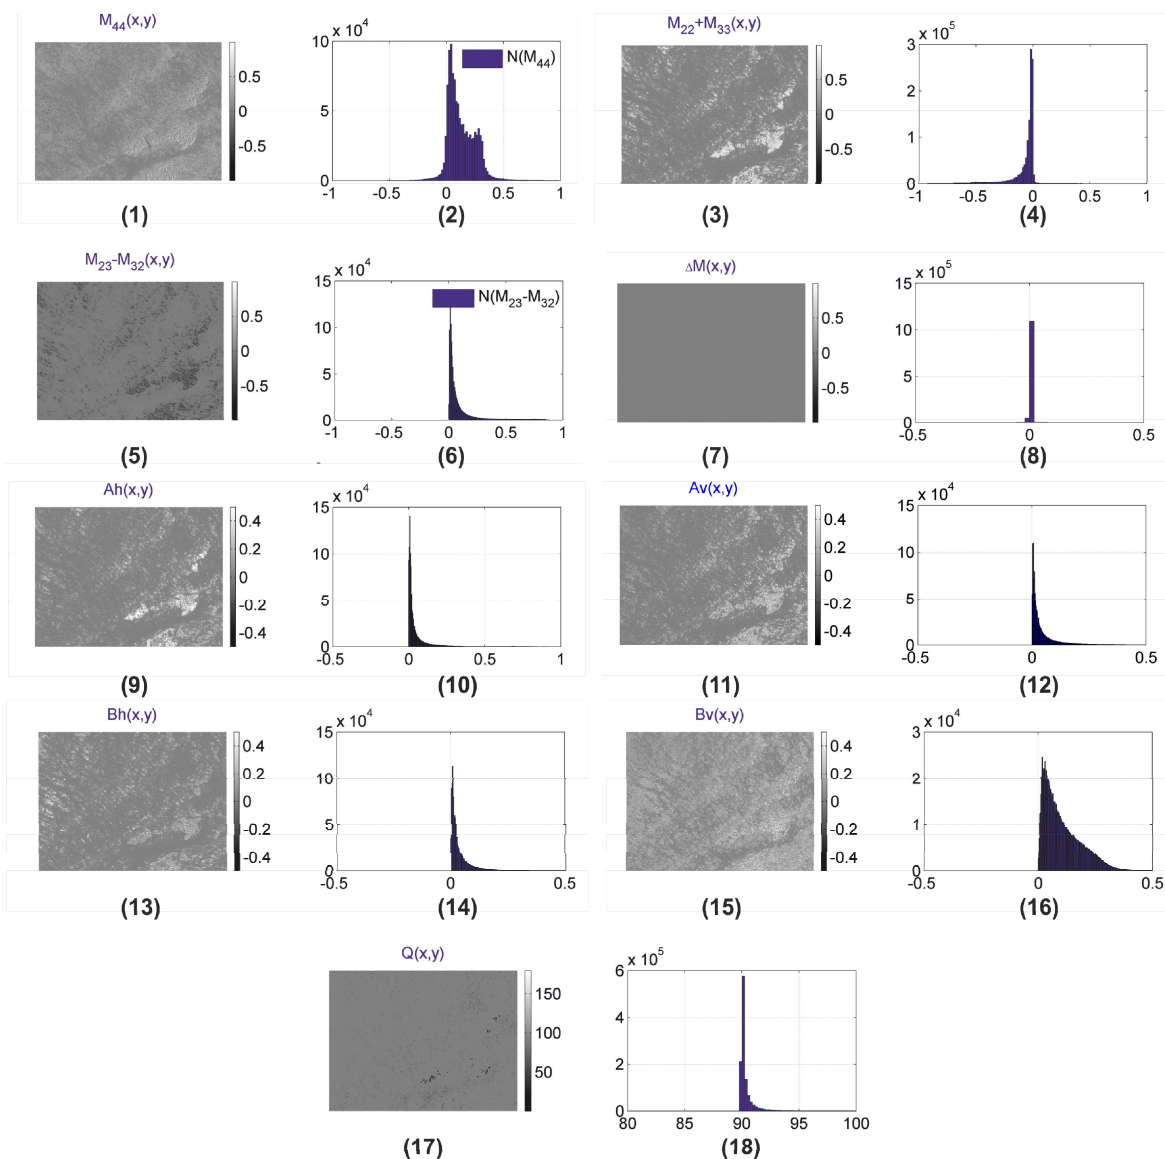 M44(x,y)
0.5
0
-0.5
x 10^4
10
5
0
-1 -0.5 0 0.5 1
N(M44)
(1) (2)
M22+M33(x,y)
0.5
0
-0.5
x 10^5
3
2
1
0
-1 -0.5 0 0.5 1
(3) (4)
M23-M32(x,y)
0.5
0
-0.5
x 10^4
15
10
5
0
-1 -0.5 0 0.5 1
N(M23-M32)
(5) (6)
ΔM(x,y)
0.5
0
-0.5
x 10^5
15
10
5
0
-0.5 0 0.5
(7) (8)
Ah(x,y)
0.4
0.2
0
-0.2
-0.4
x 10^4
15
10
5
0
-0.5 0 0.5 1
(9) (10)
Av(x,y)
0.4
0.2
0
-0.2
-0.4
x 10^4
15
10
5
0
-0.5 0 0.5
(11) (12)
Bh(x,y)
0.4
0.2
0
-0.2
-0.4
x 10^4
15
10
5
0
-0.5 0 0.5
(13) (14)
Bv(x,y)
0.4
0.2
0
-0.2
-0.4
x 10^4
3
2
1
0
-0.5 0 0.5
(15) (16)
Q(x,y)
150
100
50
x 10^5
6
4
2
0
80 85 90 95 100
(17) (18)